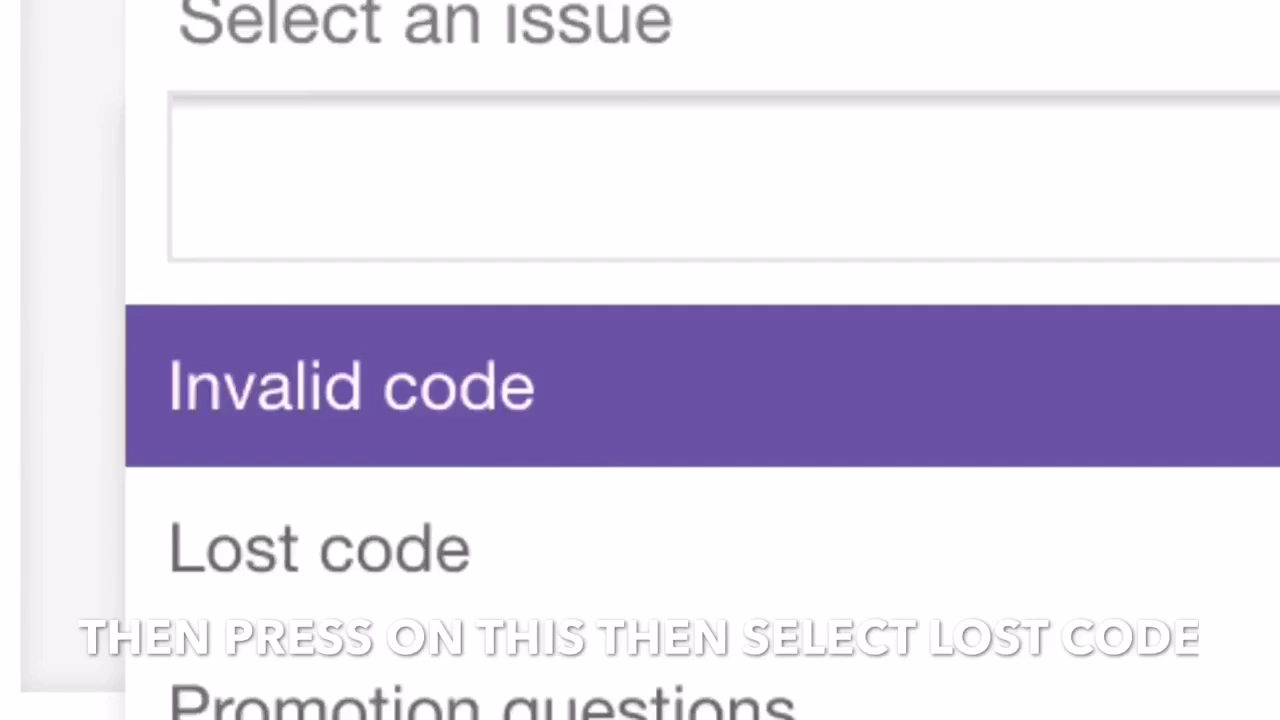 Select an issue
Invalid code
Lost code
THEN PRESS ON THIS THEN SELECT LOST CODE
Promotion questions